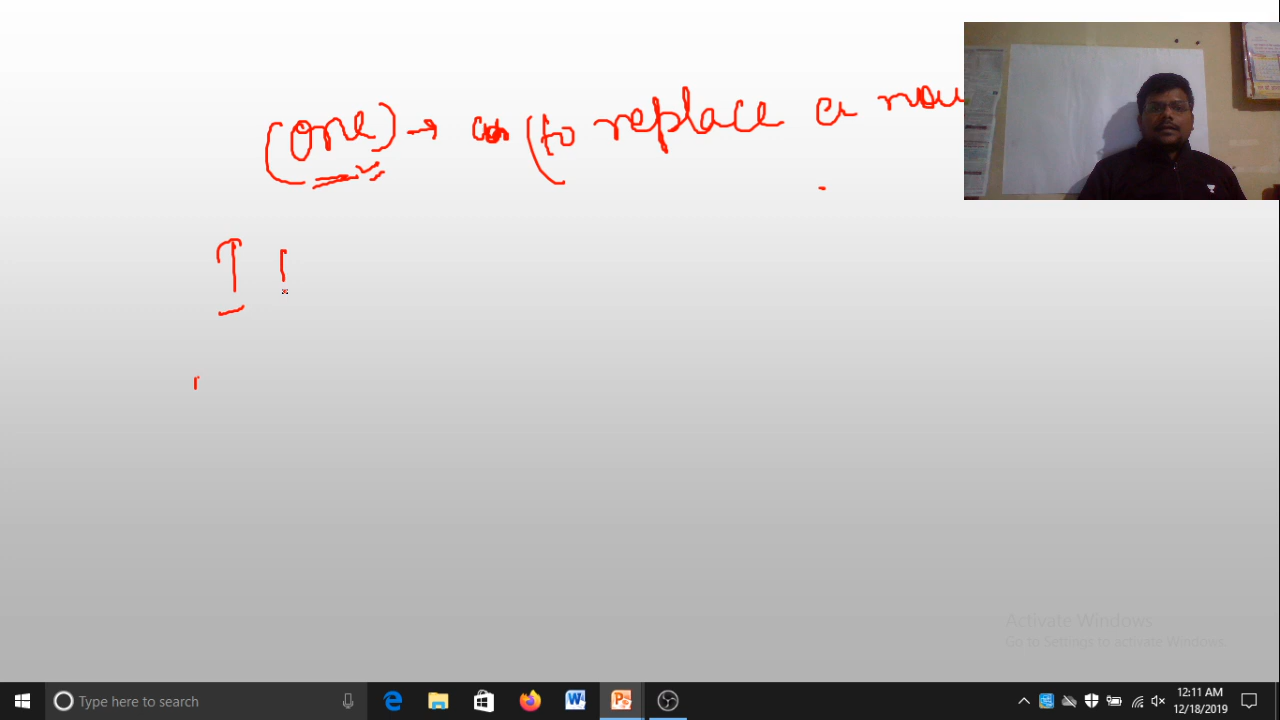 (one) → (to replace a nou
I
Activate Windows
Go to Settings to activate Windows
Type here to search
12:11 AM
12/18/2019